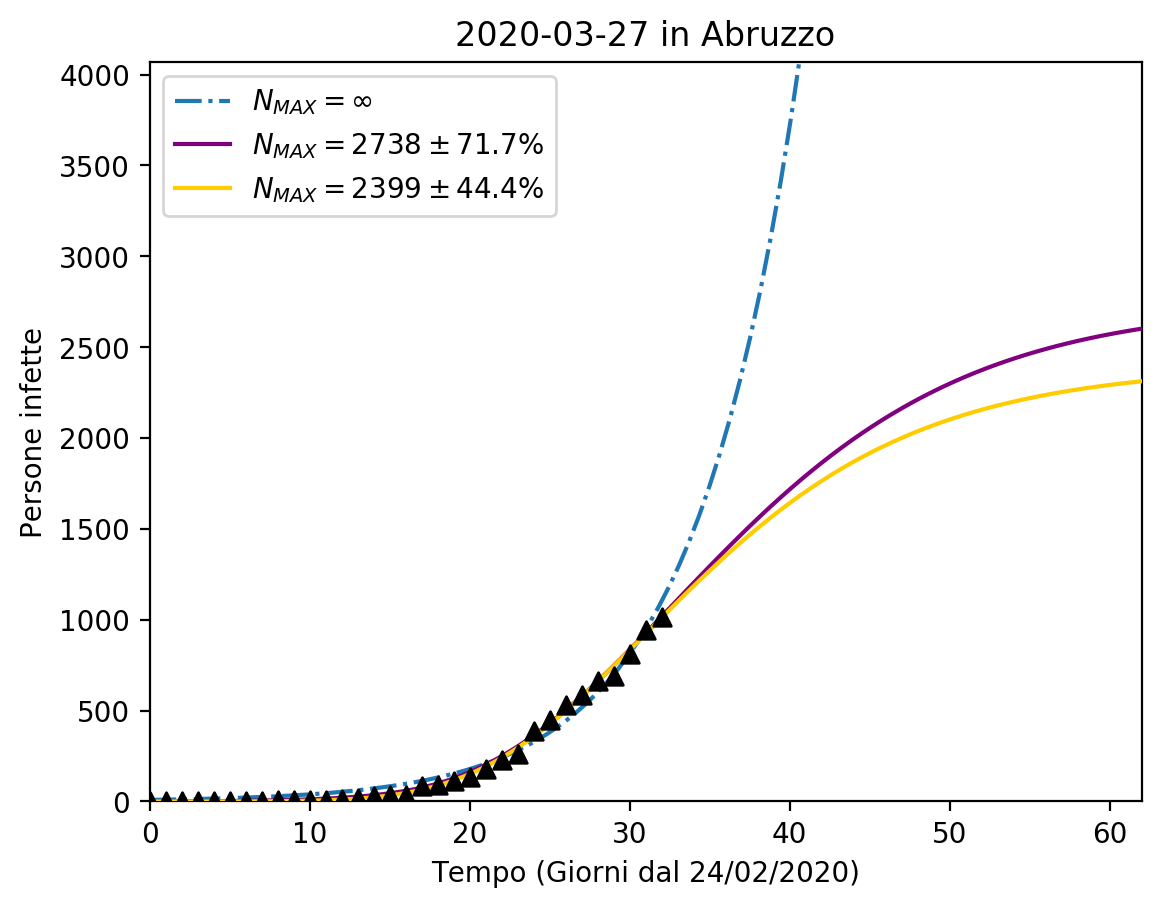 2020-03-27 in Abruzzo
N_MAX = ∞
N_MAX = 2738 ± 71.7%
N_MAX = 2399 ± 44.4%
Persone infette
4000
3500
3000
2500
2000
1500
1000
500
0
0 10 20 30 40 50 60
Tempo (Giorni dal 24/02/2020)